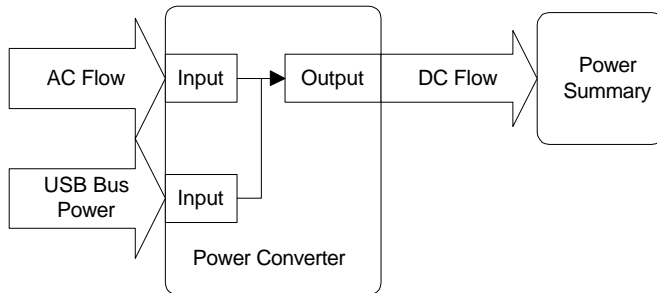 AC Flow
Input
Output
DC Flow
Power
Summary
USB Bus
Power
Input
Power Converter